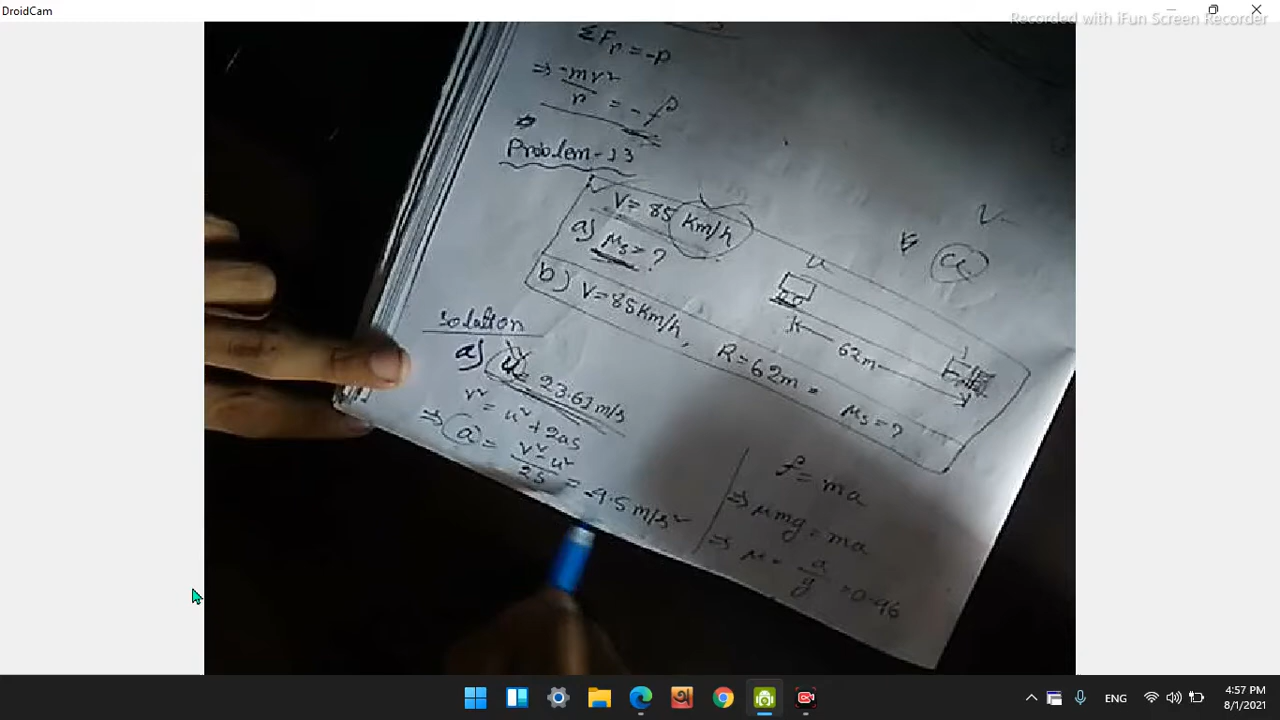 DroidCam
Recorded with iFun Screen Recorder
ΣFr = -P
⇒ -mv²/r = -f
Problem-13
V = 85 Km/h
a) μs = ?
b) V = 85 Km/h, R = 62m = μs = ?
u
62m
V-
a
Solution
a) u = 23.61 m/s
v² = u² + 2as
⇒ a = v² - u² / 2s = -4.5 m/s²
f = ma
⇒ μmg = ma
⇒ μ = a/g = 0.46
ENG
4:57 PM
8/1/2021